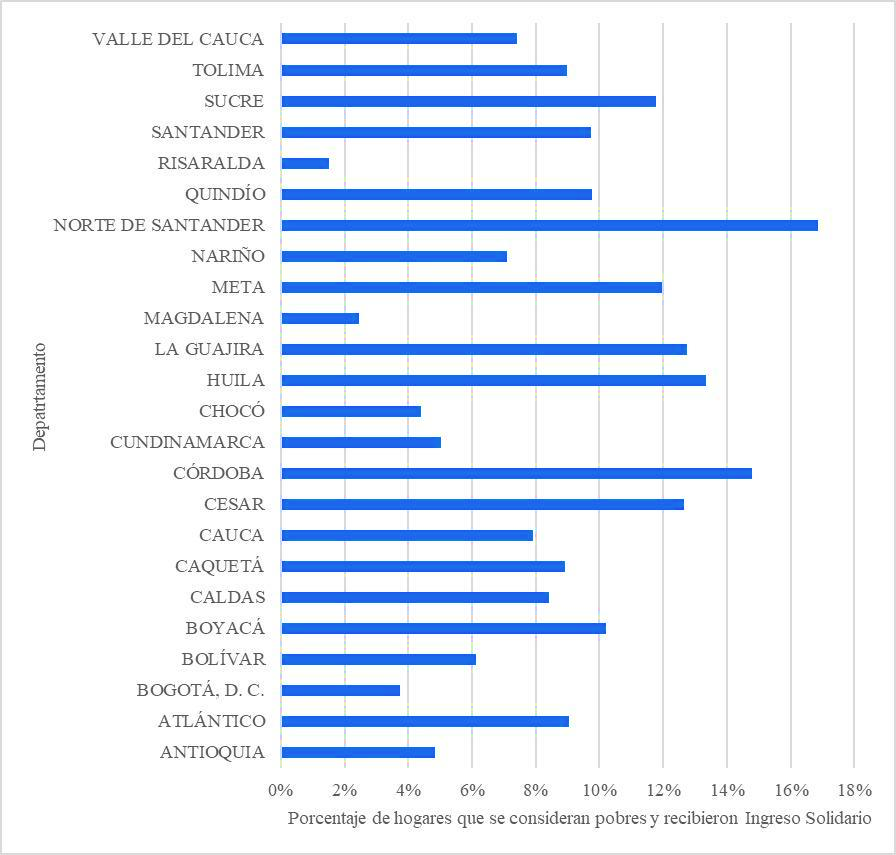 VALLE DEL CAUCA
TOLIMA
SUCRE
SANTANDER
RISARALDA
QUINDÍO
NORTE DE SANTANDER
NARIÑO
META
MAGDALENA
LA GUAJIRA
HUILA
CHOCÓ
CUNDINAMARCA
CÓRDOBA
CESAR
CAUCA
CAQUETÁ
CALDAS
BOYACÁ
BOLÍVAR
BOGOTÁ, D. C.
ATLÁNTICO
ANTIOQUIA
Depatrtamento
0% 2% 4% 6% 8% 10% 12% 14% 16% 18%
Porcentaje de hogares que se consideran pobres y recibieron Ingreso Solidario